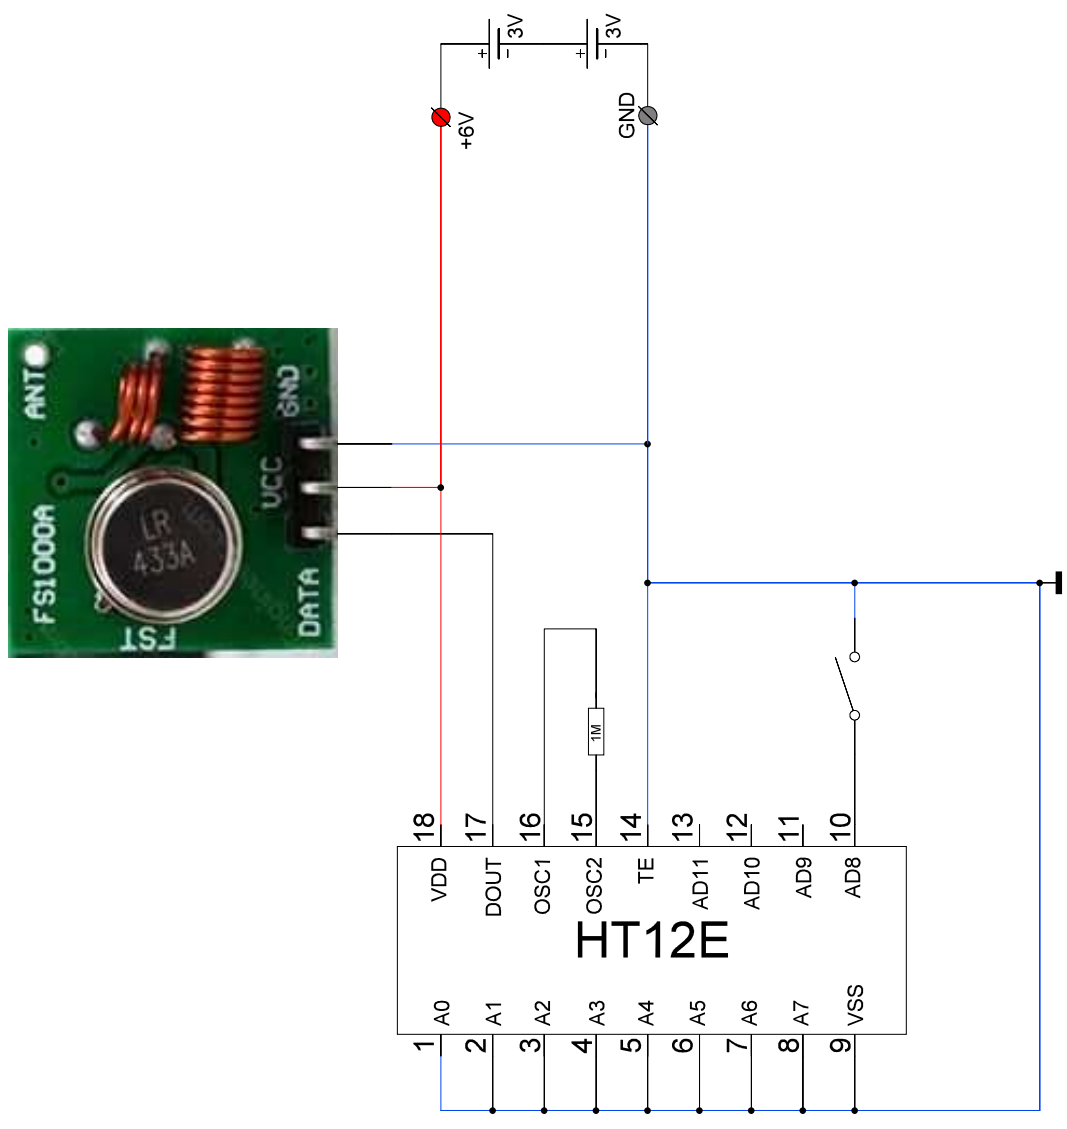 + - 3V + - 3V
+6V
GND
ANT
GND
VCC
DATA
FS1000A
LR
433A
TST
1M
18 17 16 15 14 13 12 11 10
VDD DOUT OSC1 OSC2 TE AD11 AD10 AD9 AD8
HT12E
A0 A1 A2 A3 A4 A5 A6 A7 VSS
1 2 3 4 5 6 7 8 9